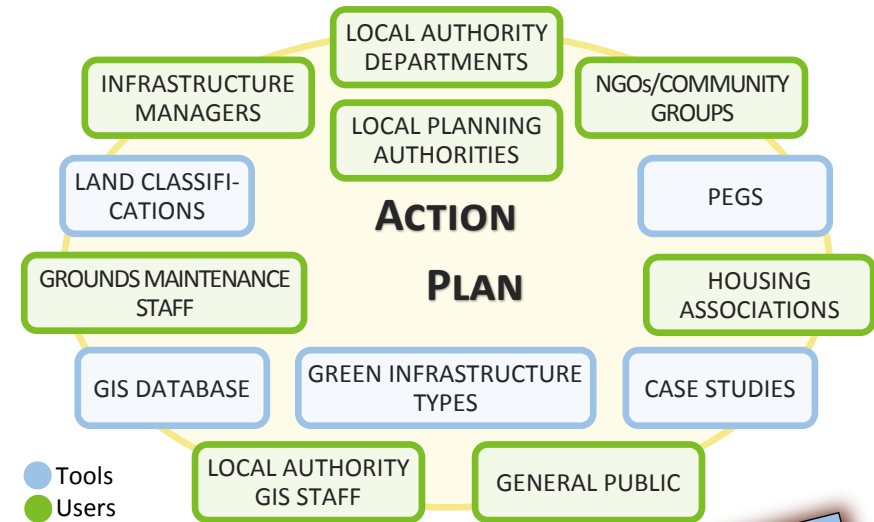 LOCAL AUTHORITY
DEPARTMENTS
INFRASTRUCTURE
MANAGERS
NGOs/COMMUNITY
GROUPS
LOCAL PLANNING
AUTHORITIES
LAND CLASSIFI-
CATIONS
PEGS
ACTION
PLAN
GROUNDS MAINTENANCE
STAFF
HOUSING
ASSOCIATIONS
GIS DATABASE
GREEN INFRASTRUCTURE
TYPES
CASE STUDIES
LOCAL AUTHORITY
GIS STAFF
GENERAL PUBLIC
Tools
Users